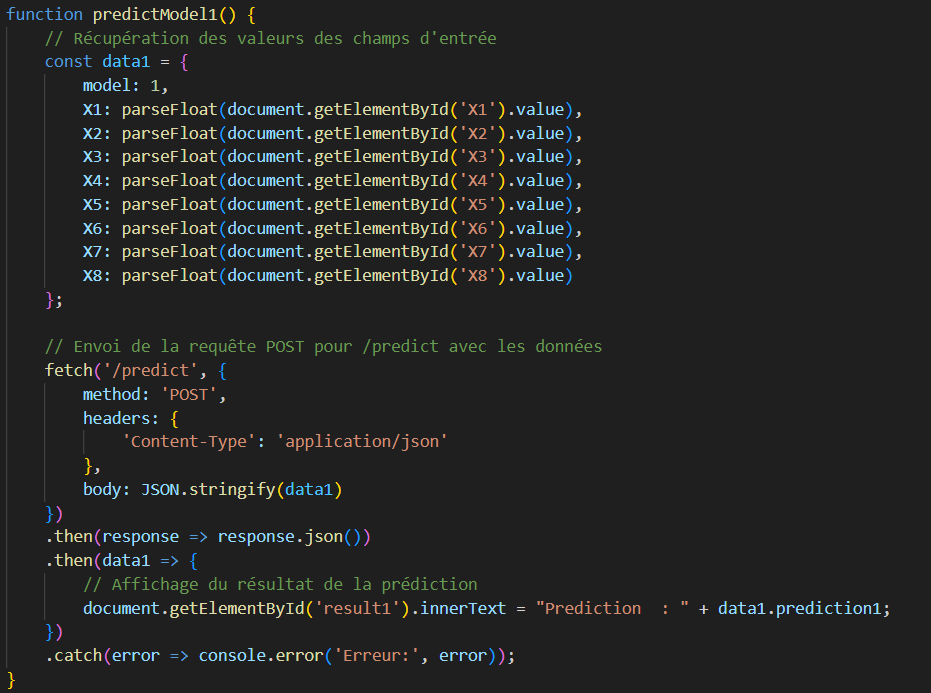 function predictModel1() {
    // Récupération des valeurs des champs d'entrée
    const data1 = {
        model: 1,
        X1: parseFloat(document.getElementById('X1').value),
        X2: parseFloat(document.getElementById('X2').value),
        X3: parseFloat(document.getElementById('X3').value),
        X4: parseFloat(document.getElementById('X4').value),
        X5: parseFloat(document.getElementById('X5').value),
        X6: parseFloat(document.getElementById('X6').value),
        X7: parseFloat(document.getElementById('X7').value),
        X8: parseFloat(document.getElementById('X8').value)
    };

    // Envoi de la requête POST pour /predict avec les données
    fetch('/predict', {
        method: 'POST',
        headers: {
            'Content-Type': 'application/json'
        },
        body: JSON.stringify(data1)
    })
    .then(response => response.json())
    .then(data1 => {
        // Affichage du résultat de la prédiction
        document.getElementById('result1').innerText = "Prediction  : " + data1.prediction1;
    })
    .catch(error => console.error('Erreur:', error));
}